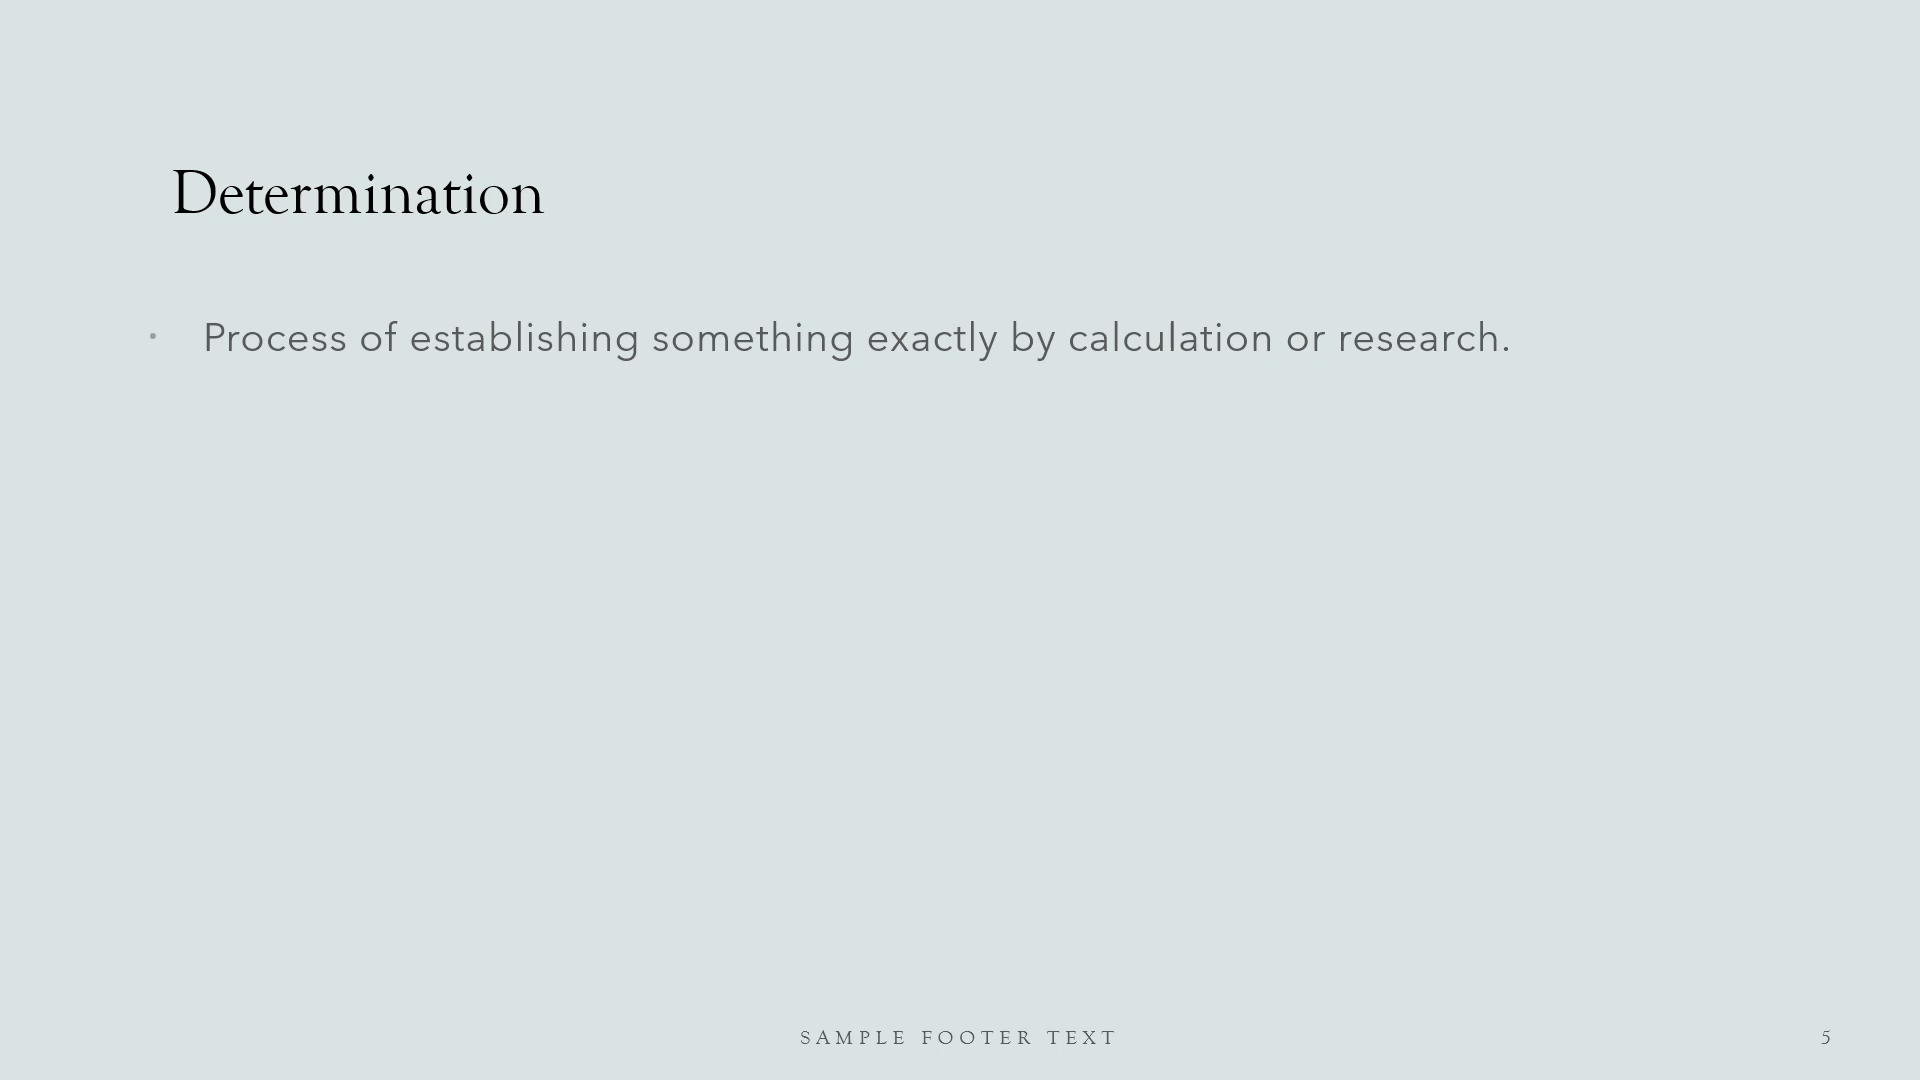 Determination
• Process of establishing something exactly by calculation or research.
SAMPLE FOOTER TEXT
5